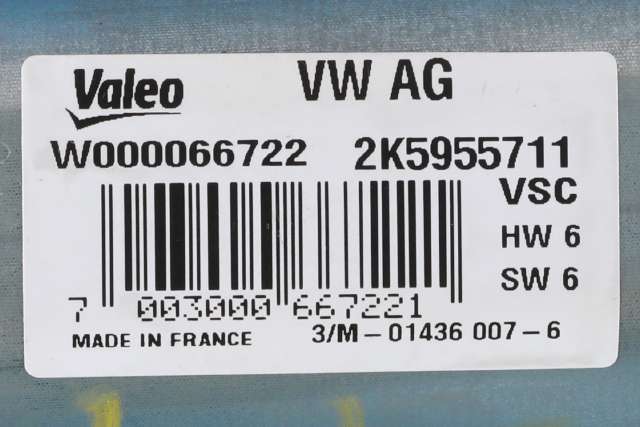 Valeo VW AG
W000066722 2K5955711
VSC
HW 6
SW 6
7 003000 667221
MADE IN FRANCE 3/M-01436 007-6